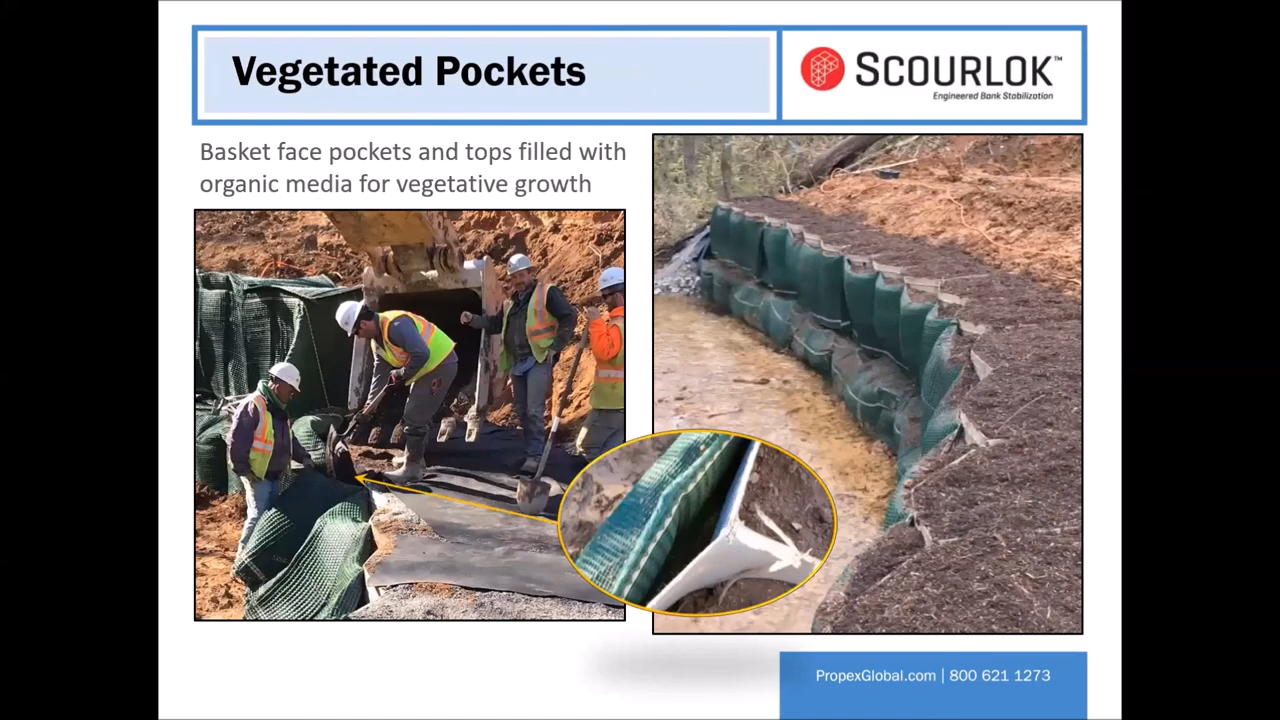 Vegetated Pockets
SCOURLOK™
Engineered Bank Stabilization
Basket face pockets and tops filled with
organic media for vegetative growth
PropexGlobal.com | 800 621 1273